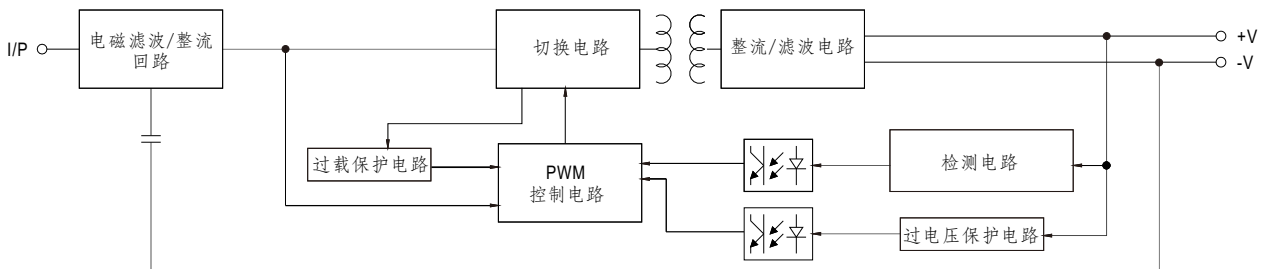 I/P
电磁滤波/整流
回路
切换电路
整流/滤波电路
+V
-V
过载保护电路
PWM
控制电路
检测电路
过电压保护电路